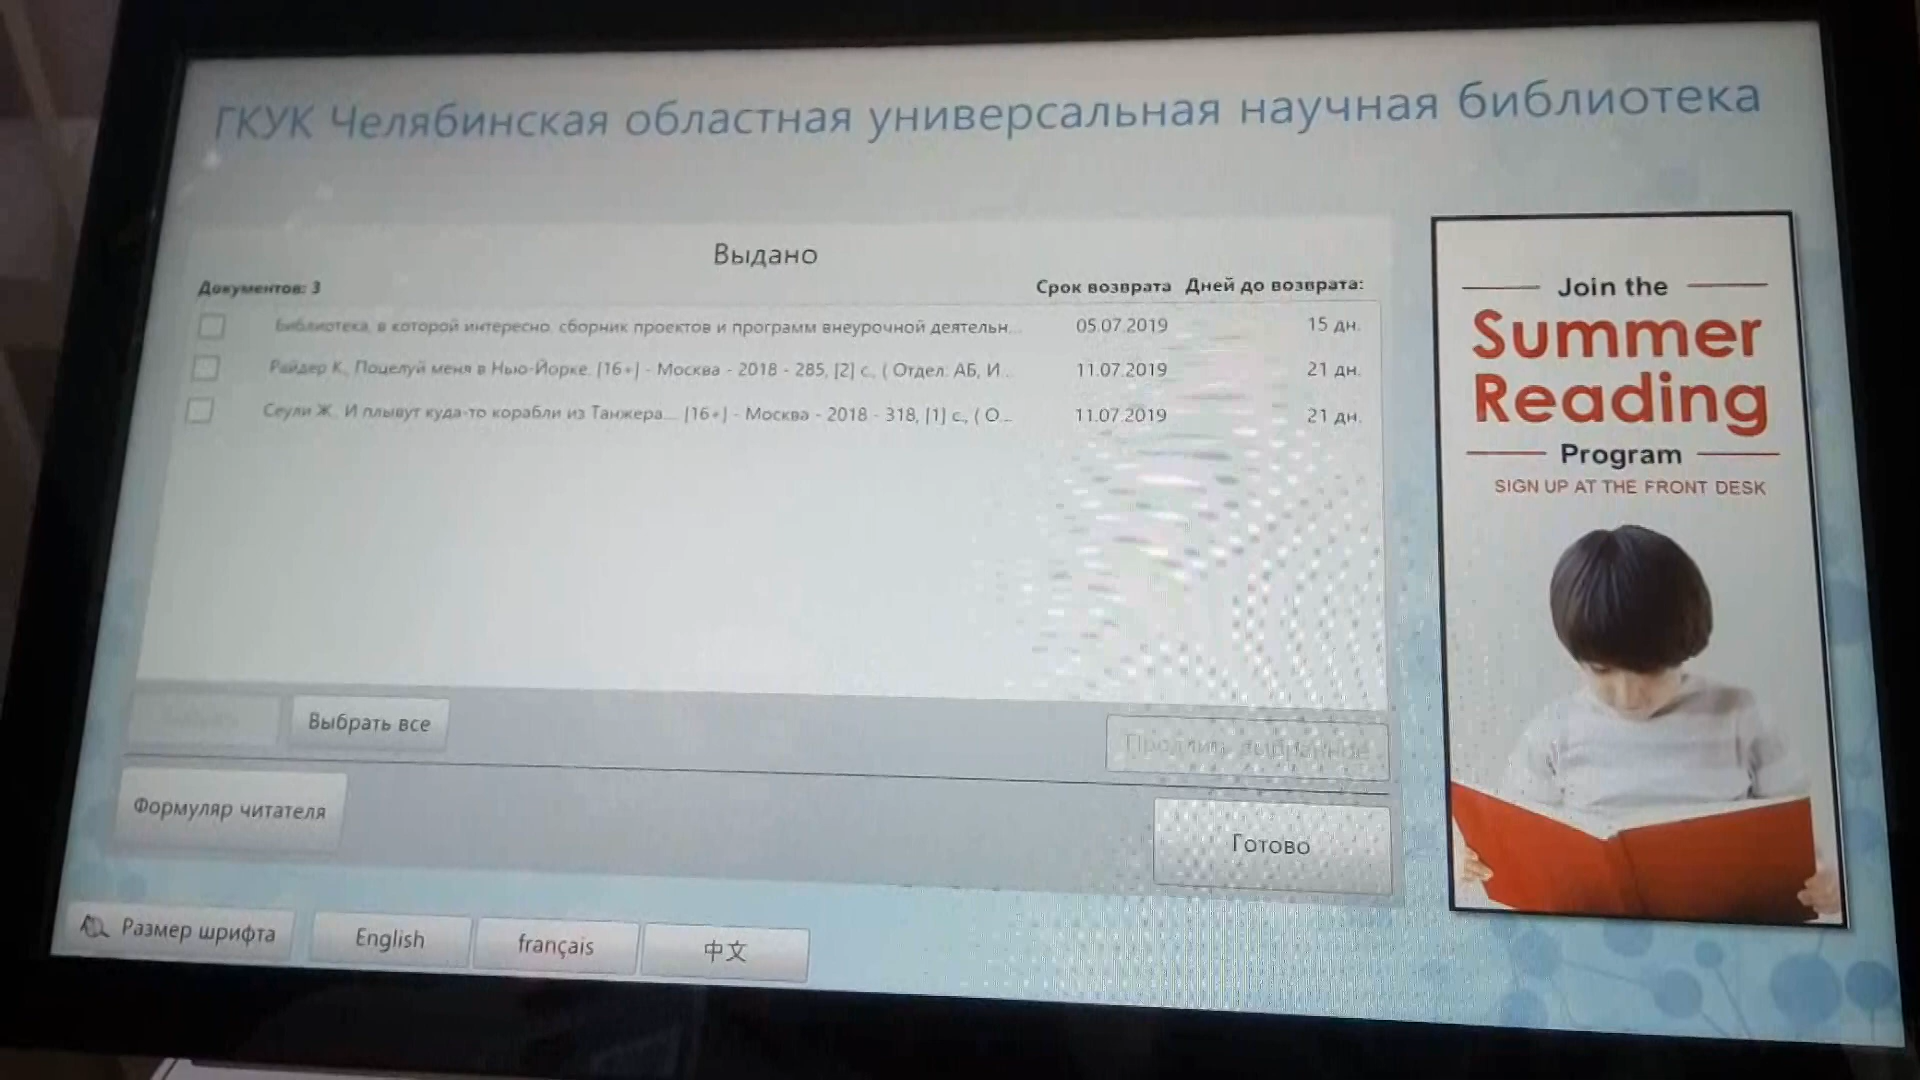 ГКУК Челябинская областная универсальная научная библиотека
Выдано
Документов: 3 Срок возврата Дней до возврата:
Библиотека, в которой интересно: сборник проектов и программ внеурочной деятельн... 05.07.2019 15 дн.
Райдер К., Поцелуй меня в Нью-Йорке. [16+] - Москва - 2018 - 285, [2] с., ( Отдел: АБ, И... 11.07.2019 21 дн.
Сеули Ж., И плывут куда-то корабли из Танжера.... [16+] - Москва - 2018 - 318, [1] с., ( О... 11.07.2019 21 дн.
Выбрать все
Продлить выбранное
Формуляр читателя
Готово
Размер шрифта
English
français
中文
Join the
Summer
Reading
Program
SIGN UP AT THE FRONT DESK